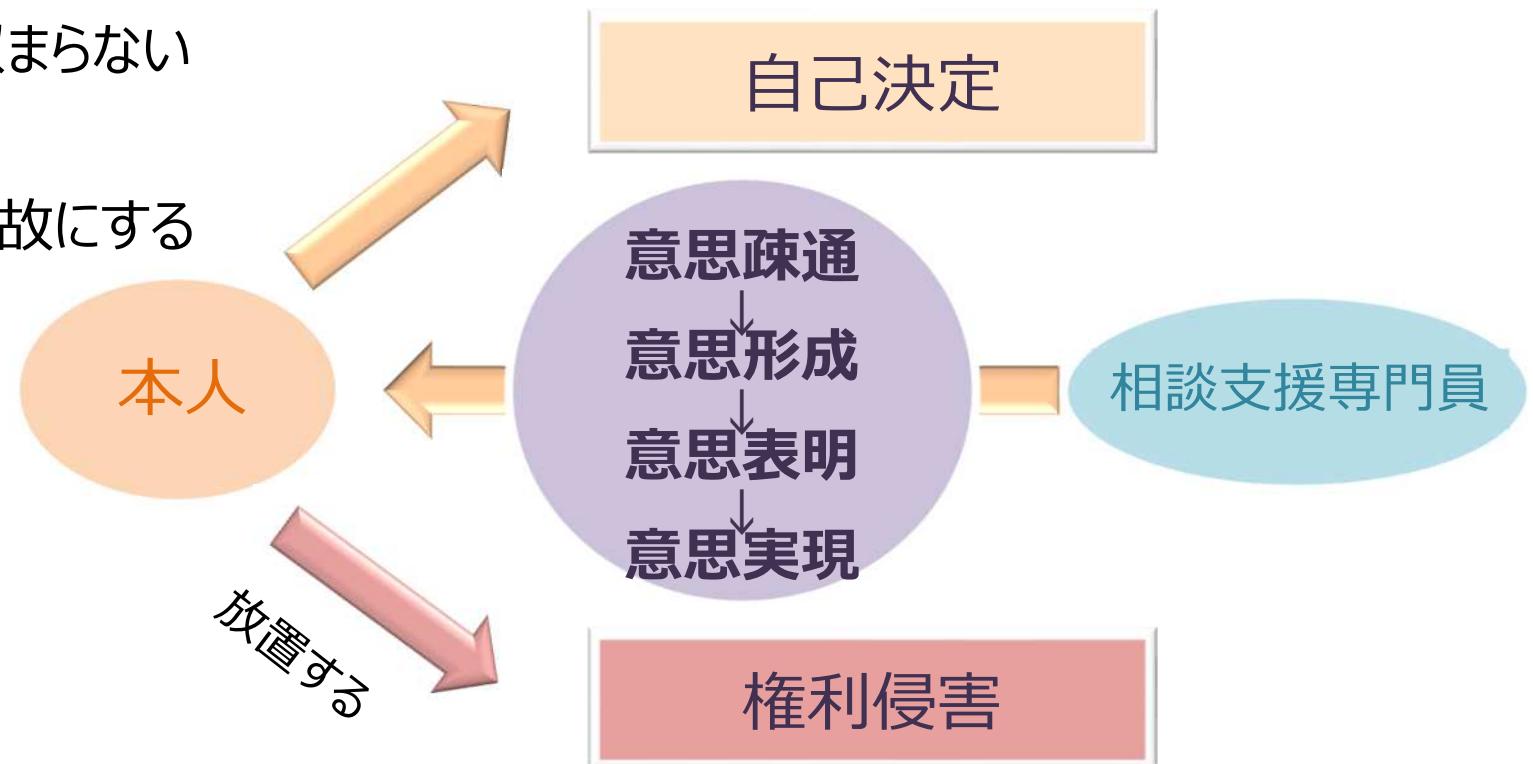 まらない
自己決定
故にする
意思疎通
↓
意思形成
↓
意思表明
↓
意思実現
本人
相談支援専門員
放置する
権利侵害